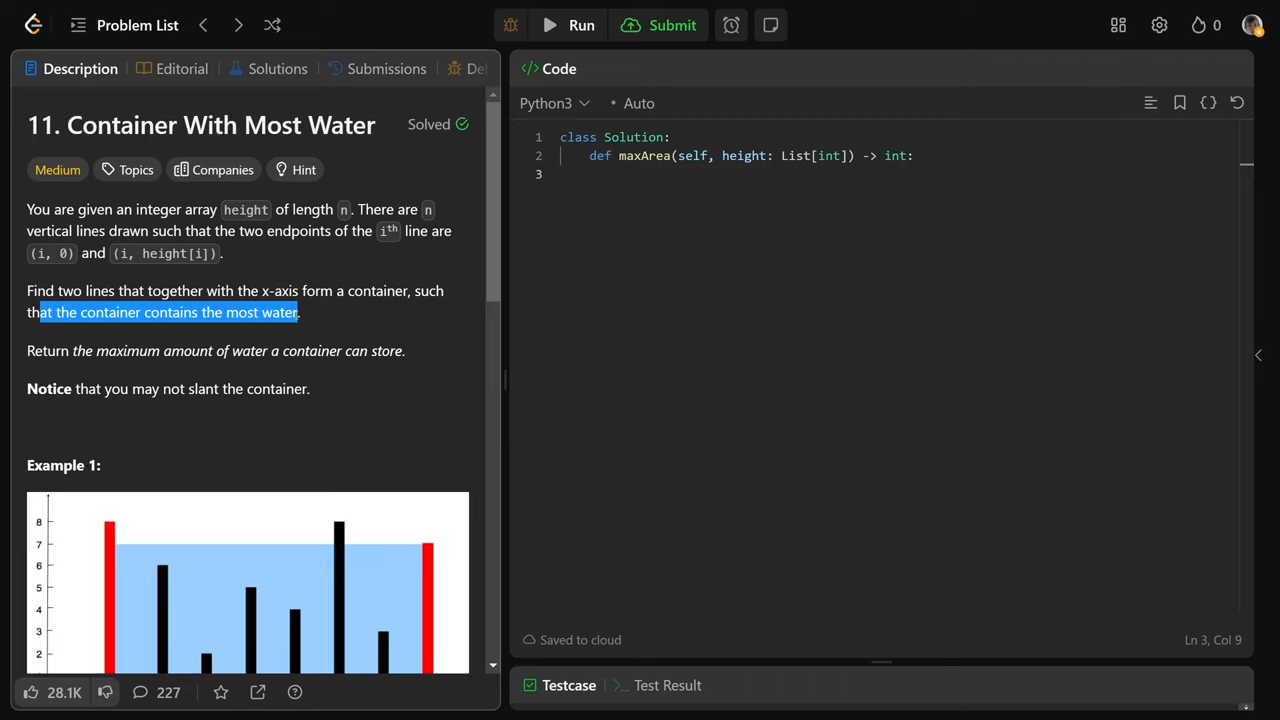 Problem List
Run
Submit
0
Description
Editorial
Solutions
Submissions
De
11. Container With Most Water
Solved
Medium
Topics
Companies
Hint
You are given an integer array height of length n. There are n
vertical lines drawn such that the two endpoints of the ith line are
(i, 0) and (i, height[i]).
Find two lines that together with the x-axis form a container, such
that the container contains the most water.
Return the maximum amount of water a container can store.
Notice that you may not slant the container.
Example 1:
8
7
6
5
4
3
2
28.1K
227
</> Code
Python3
• Auto
1 class Solution:
2 def maxArea(self, height: List[int]) -> int:
3
Saved to cloud
Ln 3, Col 9
Testcase
>_ Test Result